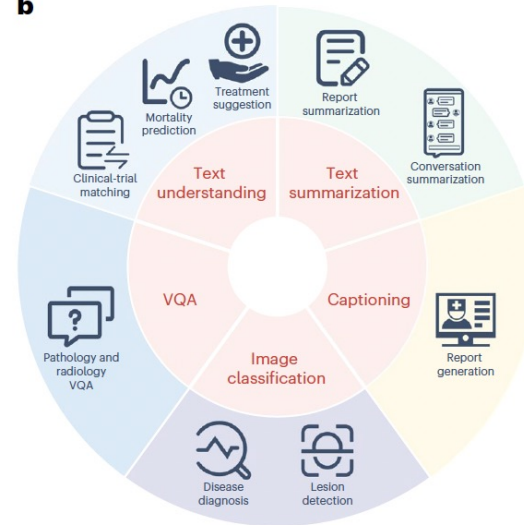 b
Treatment
suggestion
Mortality
prediction
Clinical-trial
matching
Report
summarization
Conversation
summarization
Text
understanding
Text
summarization
VQA
Captioning
Image
classification
Pathology and
radiology
VQA
Report
generation
Disease
diagnosis
Lesion
detection